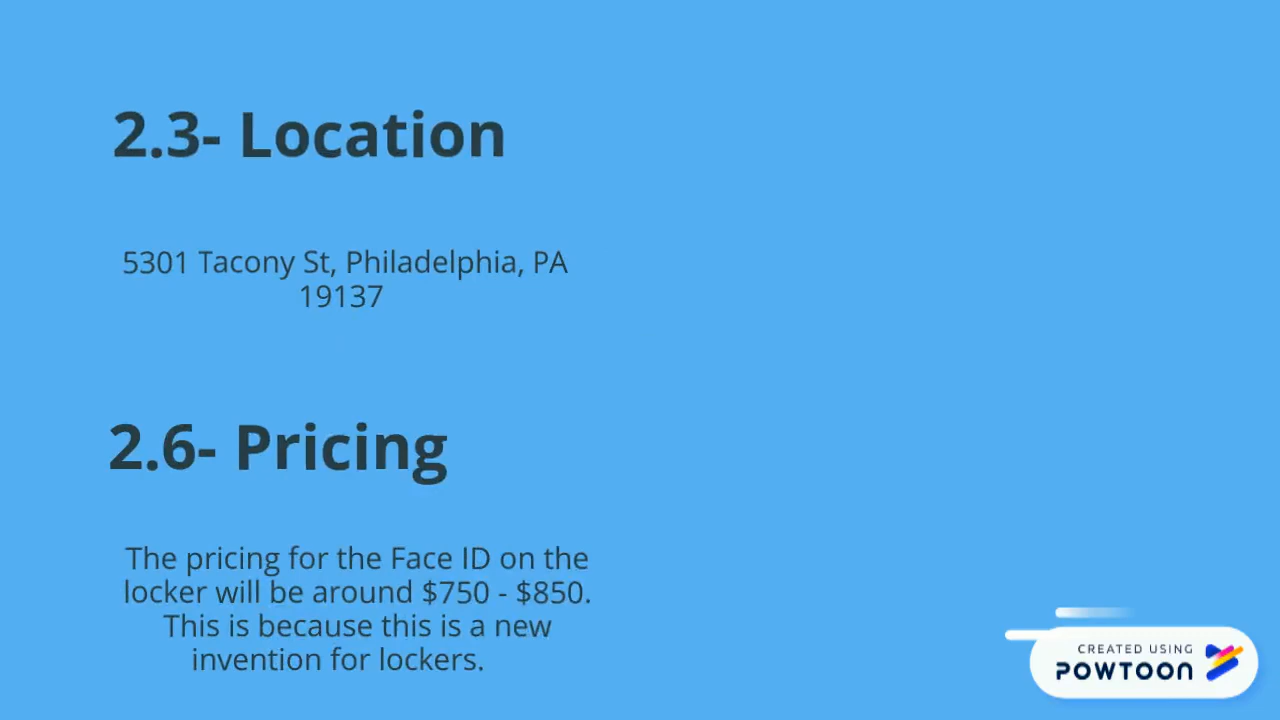 2.3- Location
5301 Tacony St, Philadelphia, PA
19137
2.6- Pricing
The pricing for the Face ID on the
locker will be around $750 - $850.
This is because this is a new
invention for lockers.
CREATED USING
POWTOON